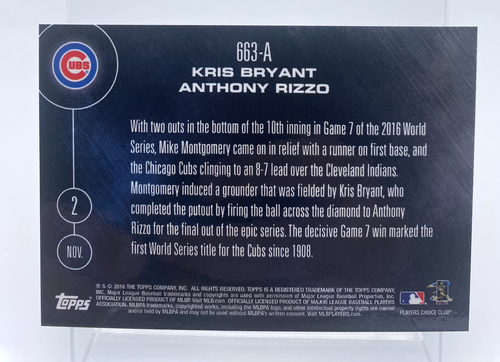 CUBS
663-A
KRIS BRYANT
ANTHONY RIZZO
With two outs in the bottom of the 10th inning in Game 7 of the 2016 World
Series, Mike Montgomery came on in relief with a runner on first base, and
the Chicago Cubs clinging to an 8-7 lead over the Cleveland Indians.
Montgomery induced a grounder that was fielded by Kris Bryant, who
completed the putout by firing the ball across the diamond to Anthony
Rizzo for the final out of the epic series. The decisive Game 7 win marked the
first World Series title for the Cubs since 1908.
2
NOV.
® & © 2016 THE TOPPS COMPANY, INC. ALL RIGHTS RESERVED. TOPPS IS A REGISTERED TRADEMARK OF THE TOPPS COMPANY,
INC. Major League Baseball trademarks and copyrights are used with permission of Major League Baseball Properties, Inc.
OFFICIALLY LICENSED PRODUCT OF MLBP. Visit MLB.com. OFFICIALLY LICENSED PRODUCT OF MAJOR LEAGUE BASEBALL PLAYERS
ASSOCIATION. MLBPA trademarks, copyrighted works, including the MLBPA logo, and other intellectual property rights are owned
and/or held by MLBPA and may not be used without MLBPA's written consent. Visit MLBPLAYERS.com.
Topps
PLAYERS CHOICE CLUB